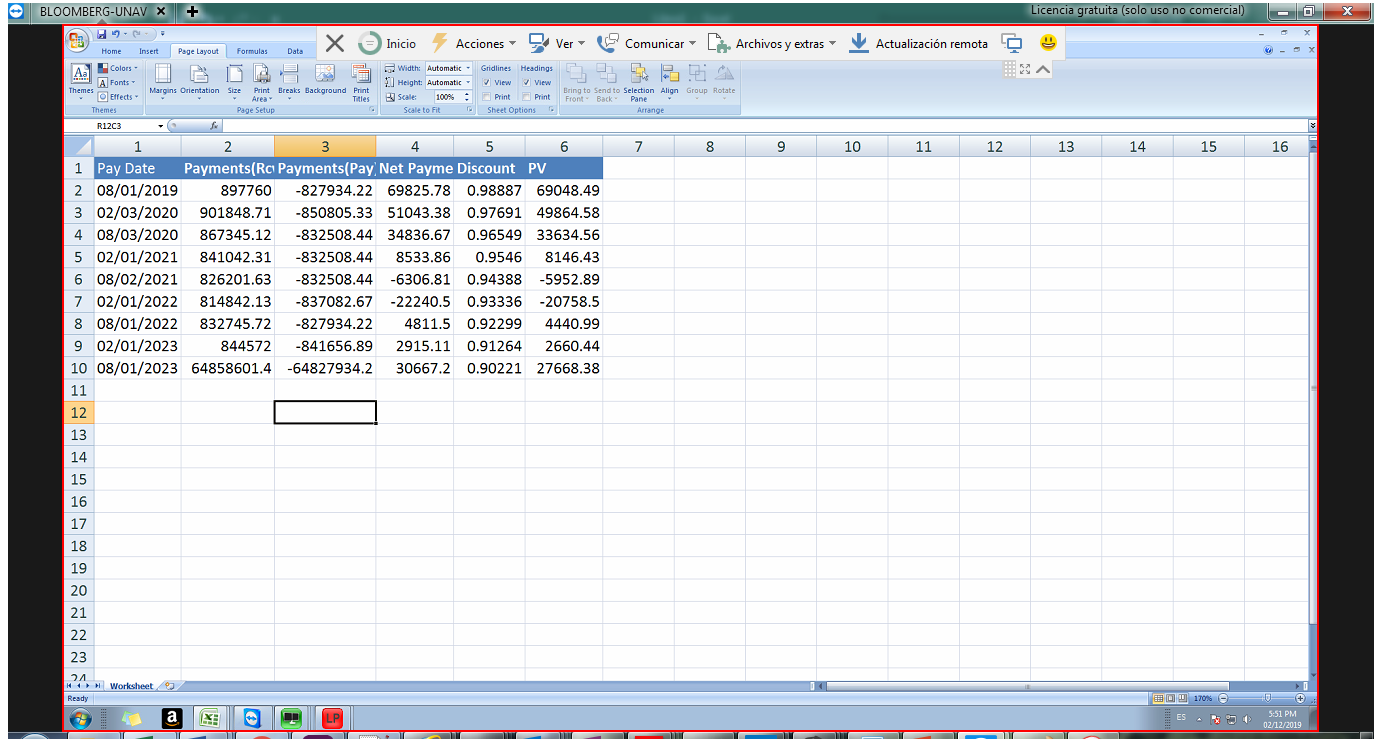 BLOOMBERG-UNAV
Licencia gratuita (solo uso no comercial)
Inicio Acciones Ver Comunicar Archivos y extras Actualización remota
Home Insert Page Layout Formulas Data
Colors Width: Automatic Gridlines Headings
Fonts Height: Automatic View View
Effects Scale: 100% Print Print
Themes Margins Orientation Size Print Area Breaks Background Print Titles Bring to Front Send to Back Selection Pane Align Group Rotate
Themes Page Setup Scale to Fit Sheet Options Arrange
R12C3 fx
1 2 3 4 5 6 7 8 9 10 11 12 13 14 15 16
1 Pay Date Payments(Rc Payments(Pay Net Payme Discount PV
2 08/01/2019 897760 -827934.22 69825.78 0.98887 69048.49
3 02/03/2020 901848.71 -850805.33 51043.38 0.97691 49864.58
4 08/03/2020 867345.12 -832508.44 34836.67 0.96549 33634.56
5 02/01/2021 841042.31 -832508.44 8533.86 0.9546 8146.43
6 08/02/2021 826201.63 -832508.44 -6306.81 0.94388 -5952.89
7 02/01/2022 814842.13 -837082.67 -22240.5 0.93336 -20758.5
8 08/01/2022 832745.72 -827934.22 4811.5 0.92299 4440.99
9 02/01/2023 844572 -841656.89 2915.11 0.91264 2660.44
10 08/01/2023 64858601.4 -64827934.2 30667.2 0.90221 27668.38
11
12
13
14
15
16
17
18
19
20
21
22
23
24
Worksheet
Ready 170%
a LP ES 5:51 PM
02/12/2019